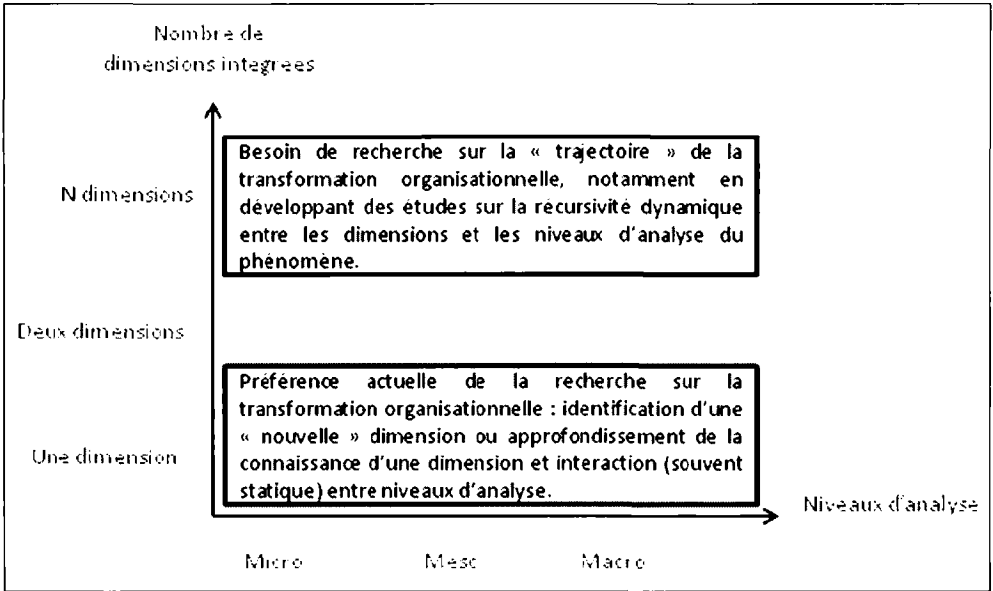 Nombre de
dimensions integrees
N dimensions
Besoin de recherche sur la « trajectoire » de la
transformation organisationnelle, notamment en
développant des études sur la récursivité dynamique
entre les dimensions et les niveaux d'analyse du
phénomène.
Deux dimensions
Préférence actuelle de la recherche sur la
transformation organisationnelle : identification d'une
« nouvelle » dimension ou approfondissement de la
connaissance d'une dimension et interaction (souvent
statique) entre niveaux d'analyse.
Une dimension
Niveaux d'analyse
Micro Meso Macro